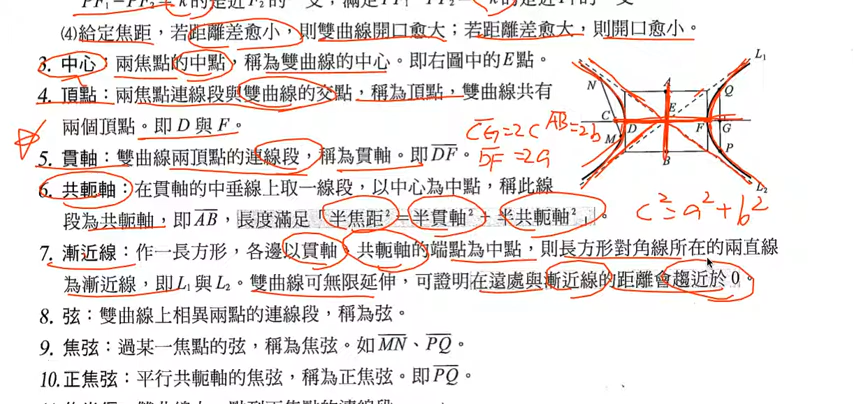 ⑷給定焦距，若距離差愈小，則雙曲線開口愈大；若距離差愈大，則開口愈小。
3. 中心：兩焦點的中點，稱為雙曲線的中心。即右圖中的E點。
4. 頂點：兩焦點連線段與雙曲線的交點，稱為頂點，雙曲線共有
兩個頂點。即 D 與 F。
5. 貫軸：雙曲線兩頂點的連線段，稱為貫軸。即 DF。
6. 共軛軸：在貫軸的中垂線上取一線段，以中心為中點，稱此線
段為共軛軸，即 AB，長度滿足「半焦距²=半貫軸²+半共軛軸²」。
7. 漸近線：作一長方形，各邊以貫軸、共軛軸的端點為中點，則長方形對角線所在的兩直線
為漸近線，即 L₁ 與 L₂。雙曲線可無限延伸，可證明在遠處與漸近線的距離會趨近於 0。
8. 弦：雙曲線上相異兩點的連線段，稱為弦。
9. 焦弦：過某一焦點的弦，稱為焦弦。如 MN、PQ。
10. 正焦弦：平行共軛軸的焦弦，稱為正焦弦。即 PQ。
CG=2C AB=2b
DF=2a
c²=a²+b²
L₁
N A Q
E
C D F G
M P
B
L₂